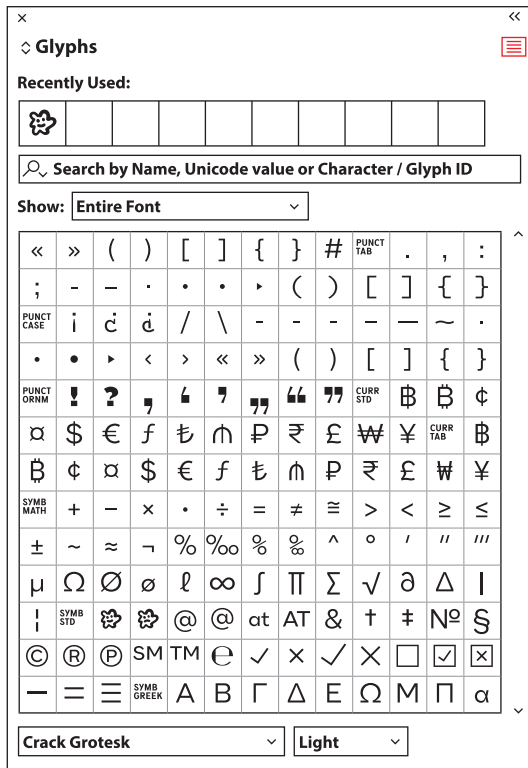 Glyphs
Recently Used:
Search by Name, Unicode value or Character / Glyph ID
Show: Entire Font
« » ( ) [ ] { } # PUNCT TAB . , :
; - – · • • ‣ ( ) [ ] { }
PUNCT CASE i ċ ḋ / \ - - - – — ~ ·
• ● ‣ ‹ › « » ( ) [ ] { }
PUNCT ORNM ! ? , ‘ ’ „ “ ” CURR STD ฿ ₿ ¢
¤ $ € ƒ ₺ ₼ ₽ ₹ £ ₩ ¥ CURR TAB ฿
₿ ¢ ¤ $ € ƒ ₺ ₼ ₽ ₹ £ ₩ ¥
SYMB MATH + − × · ÷ = ≠ ≅ > < ≥ ≤
± ~ ≈ ¬ % ‰ % ‰ ^ ° ′ ″ ‴
µ Ω Ø ø ℓ ∞ ∫ ∏ ∑ √ ∂ ∆ |
¦ SYMB STD @ @ at AT & † ‡ № §
© ® ℗ SM TM ℮ ✓ × ✓ × ☐ ☑ ☒
— = ☰ SYMB GREEK Α Β Γ Δ Ε Ω Μ Π α
Crack Grotesk Light